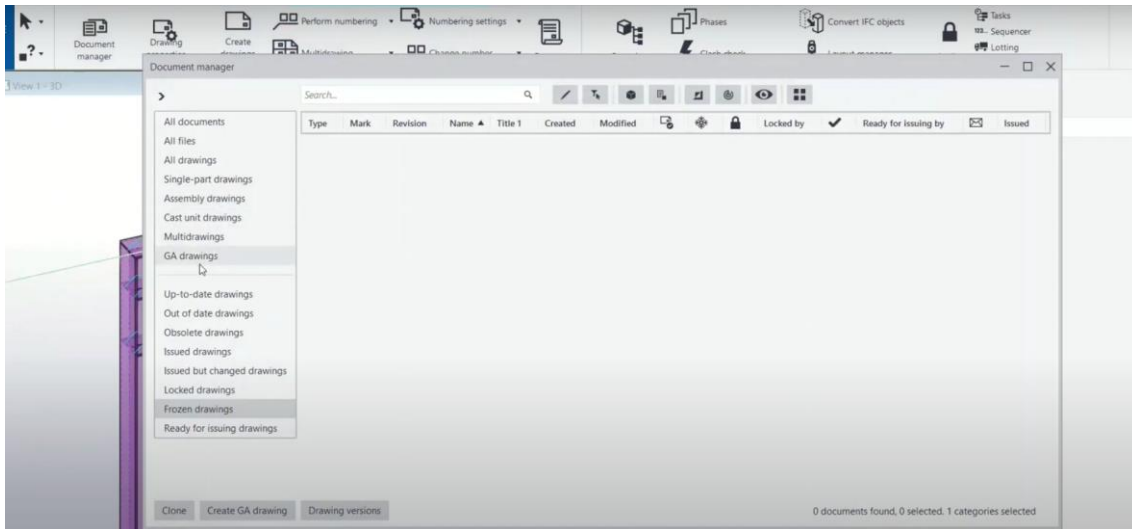 Document manager
Drawing
Create
Perform numbering
Numbering settings
Phases
Convert IFC objects
Tasks
Sequencer
Lotting
View 1 - 3D
Document manager
Search...
All documents
All files
All drawings
Single-part drawings
Assembly drawings
Cast unit drawings
Multidrawings
GA drawings
Up-to-date drawings
Out of date drawings
Obsolete drawings
Issued drawings
Issued but changed drawings
Locked drawings
Frozen drawings
Ready for issuing drawings
Type Mark Revision Name Title 1 Created Modified Locked by Ready for issuing by Issued
Clone Create GA drawing Drawing versions
0 documents found, 0 selected. 1 categories selected